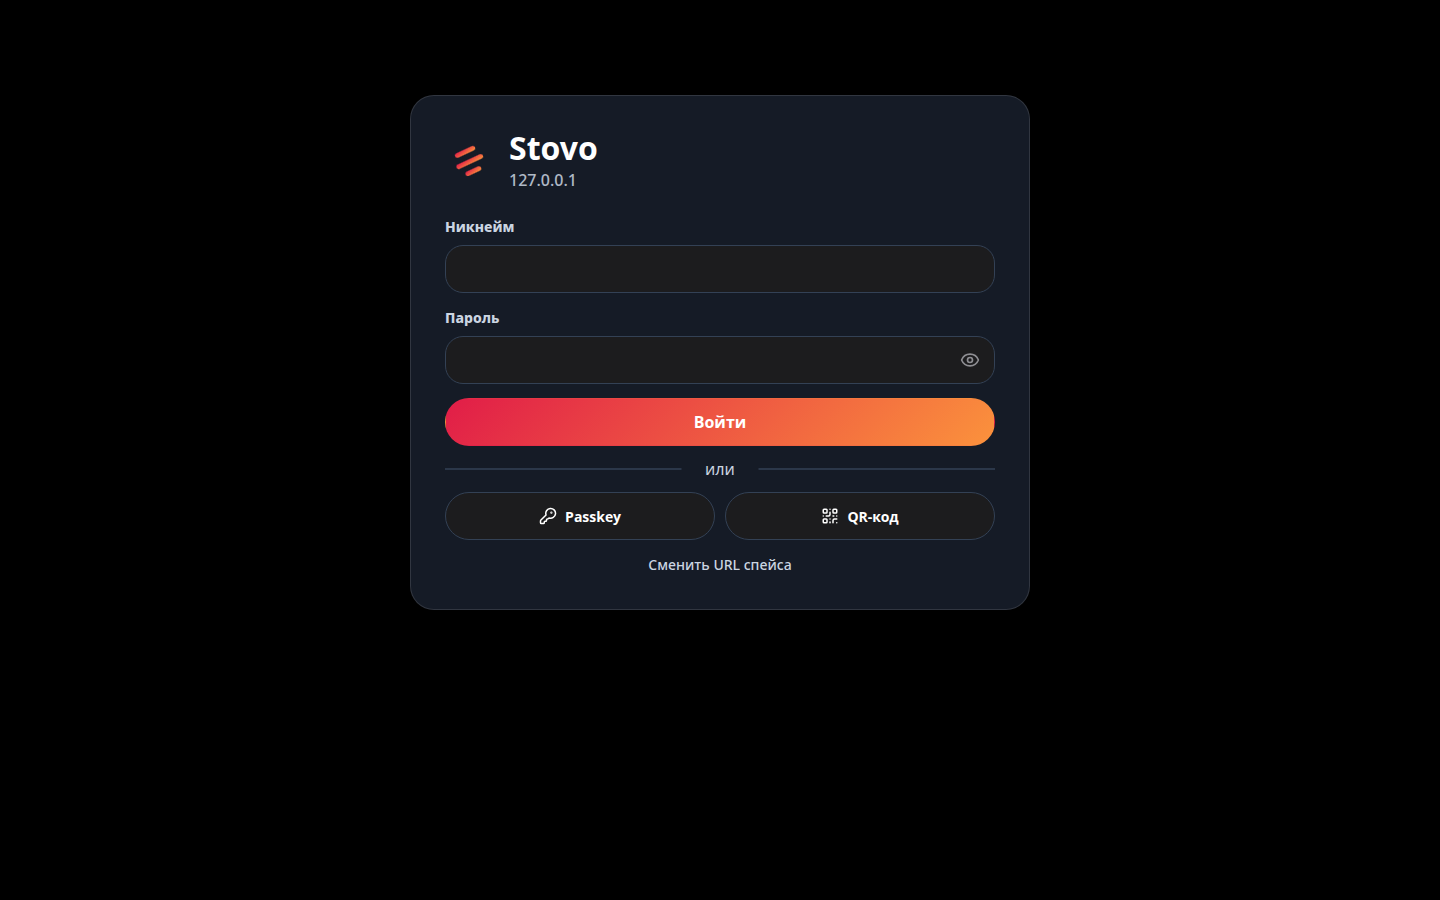 Stovo
127.0.0.1
Никнейм
Пароль
Войти
или
Passkey
QR-код
Сменить URL спейса